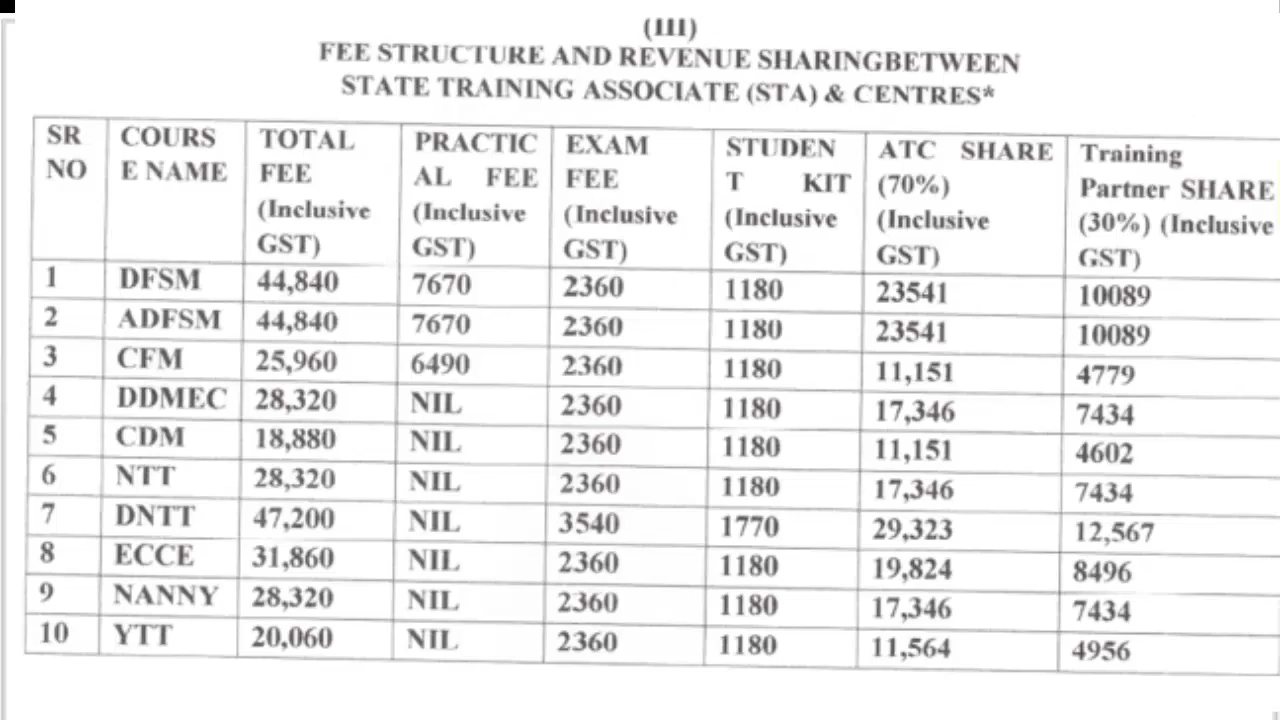 (III)
FEE STRUCTURE AND REVENUE SHARINGBETWEEN
STATE TRAINING ASSOCIATE (STA) & CENTRES*
SR NO | COURS E NAME | TOTAL FEE (Inclusive GST) | PRACTIC AL FEE (Inclusive GST) | EXAM FEE (Inclusive GST) | STUDEN T KIT (Inclusive GST) | ATC SHARE (70%) (Inclusive GST) | Training Partner SHARE (30%) (Inclusive GST)
1 | DFSM | 44,840 | 7670 | 2360 | 1180 | 23541 | 10089
2 | ADFSM | 44,840 | 7670 | 2360 | 1180 | 23541 | 10089
3 | CFM | 25,960 | 6490 | 2360 | 1180 | 11,151 | 4779
4 | DDMEC | 28,320 | NIL | 2360 | 1180 | 17,346 | 7434
5 | CDM | 18,880 | NIL | 2360 | 1180 | 11,151 | 4602
6 | NTT | 28,320 | NIL | 2360 | 1180 | 17,346 | 7434
7 | DNTT | 47,200 | NIL | 3540 | 1770 | 29,323 | 12,567
8 | ECCE | 31,860 | NIL | 2360 | 1180 | 19,824 | 8496
9 | NANNY | 28,320 | NIL | 2360 | 1180 | 17,346 | 7434
10 | YTT | 20,060 | NIL | 2360 | 1180 | 11,564 | 4956